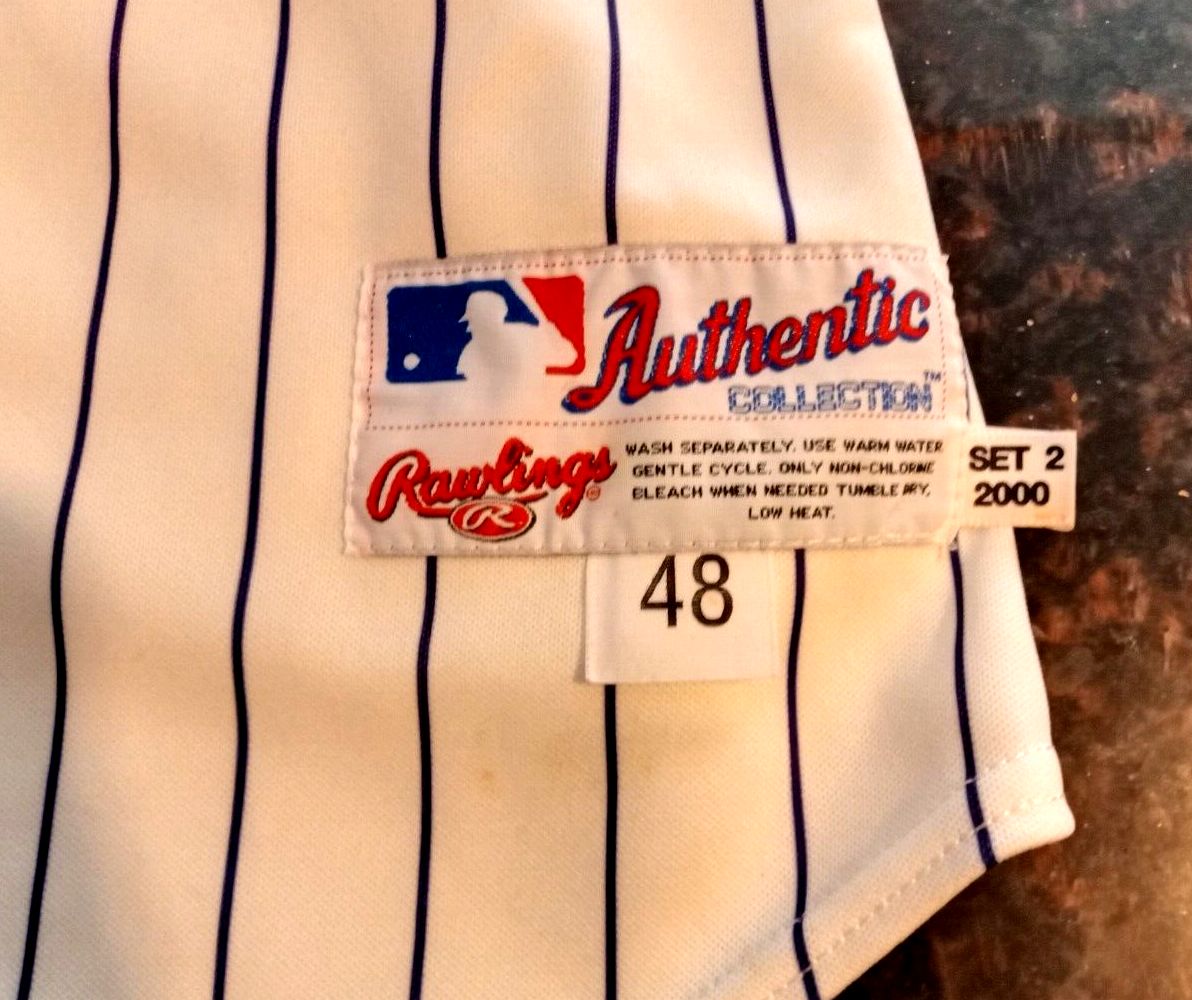 Authentic
COLLECTION™
Rawlings®
R
WASH SEPARATELY. USE WARM WATER
GENTLE CYCLE. ONLY NON-CHLORINE
BLEACH WHEN NEEDED TUMBLE DRY,
LOW HEAT.
SET 2
2000
48